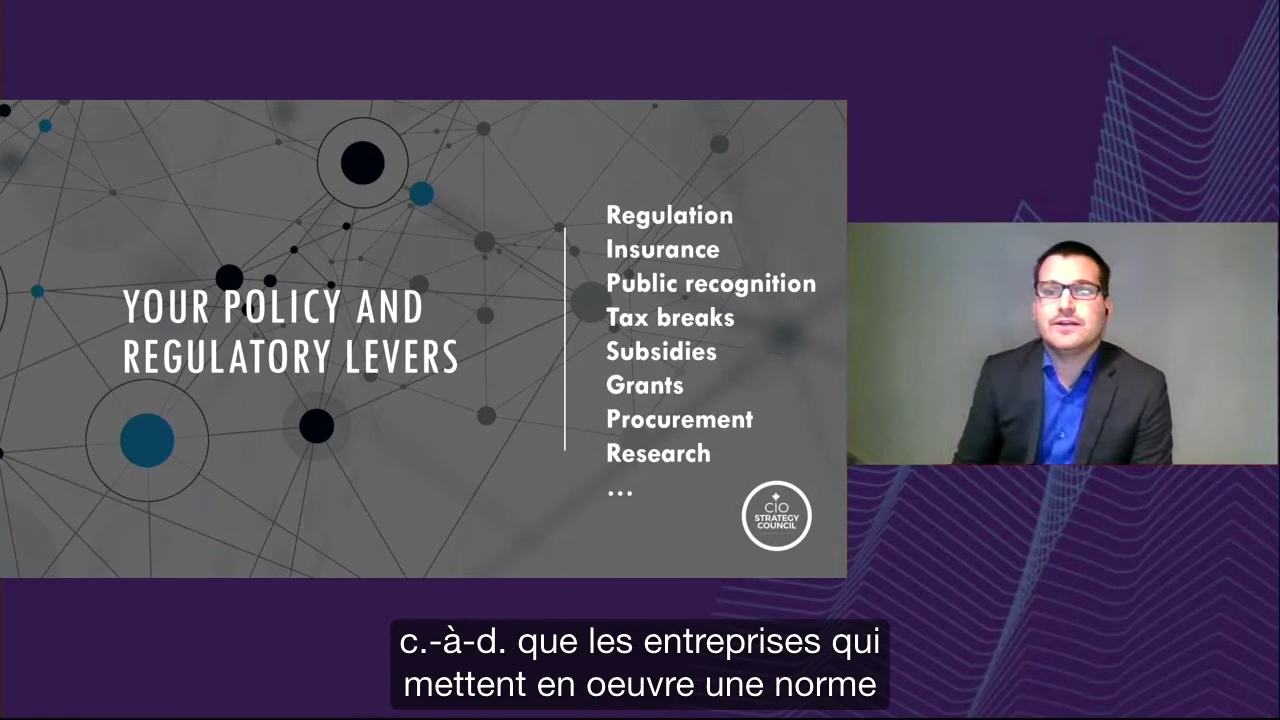 YOUR POLICY AND
REGULATORY LEVERS
Regulation
Insurance
Public recognition
Tax breaks
Subsidies
Grants
Procurement
Research
...
CIO
STRATEGY
COUNCIL
c.-à-d. que les entreprises qui
mettent en oeuvre une norme